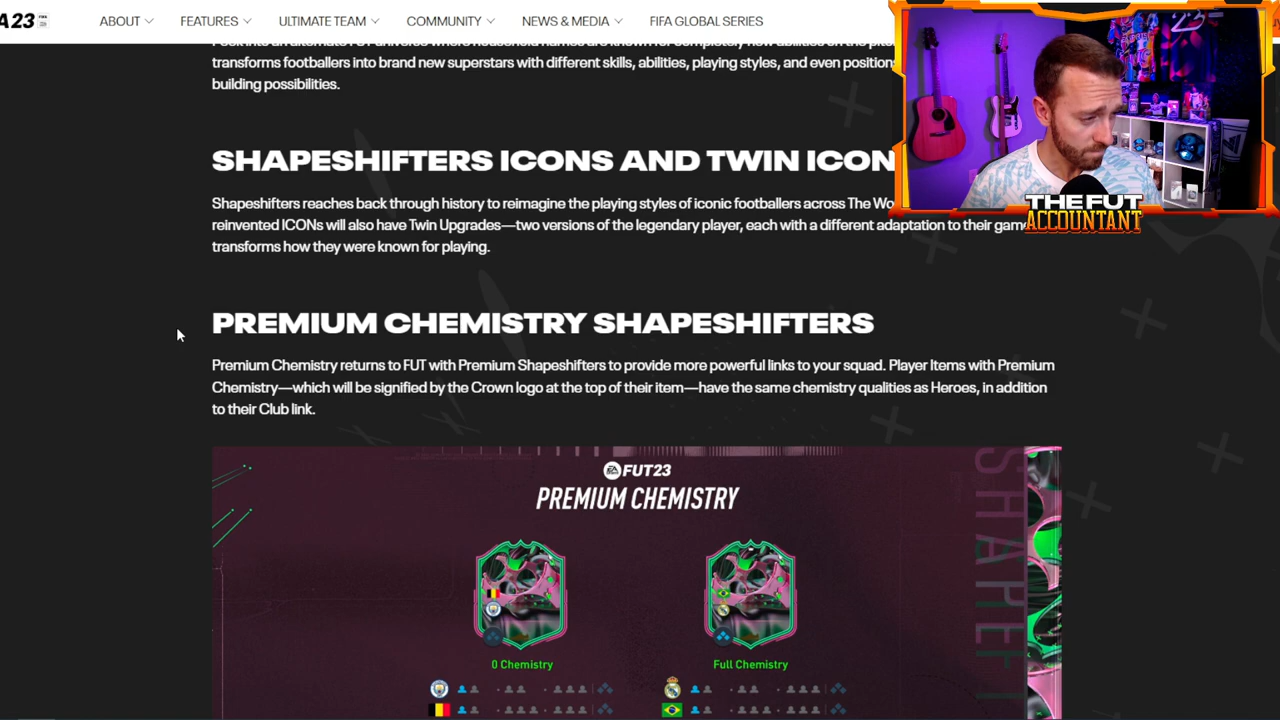 A 23
ABOUT FEATURES ULTIMATE TEAM COMMUNITY NEWS & MEDIA FIFA GLOBAL SERIES
transforms footballers into brand new superstars with different skills, abilities, playing styles, and even positions
building possibilities.
SHAPESHIFTERS ICONS AND TWIN ICON
Shapeshifters reaches back through history to reimagine the playing styles of iconic footballers across The Wo
reinvented ICONs will also have Twin Upgrades—two versions of the legendary player, each with a different adaptation to their game
transforms how they were known for playing.
THE FUT
ACCOUNTANT
PREMIUM CHEMISTRY SHAPESHIFTERS
Premium Chemistry returns to FUT with Premium Shapeshifters to provide more powerful links to your squad. Player Items with Premium
Chemistry—which will be signified by the Crown logo at the top of their item—have the same chemistry qualities as Heroes, in addition
to their Club link.
FUT23
PREMIUM CHEMISTRY
SHAPE
0 Chemistry
Full Chemistry